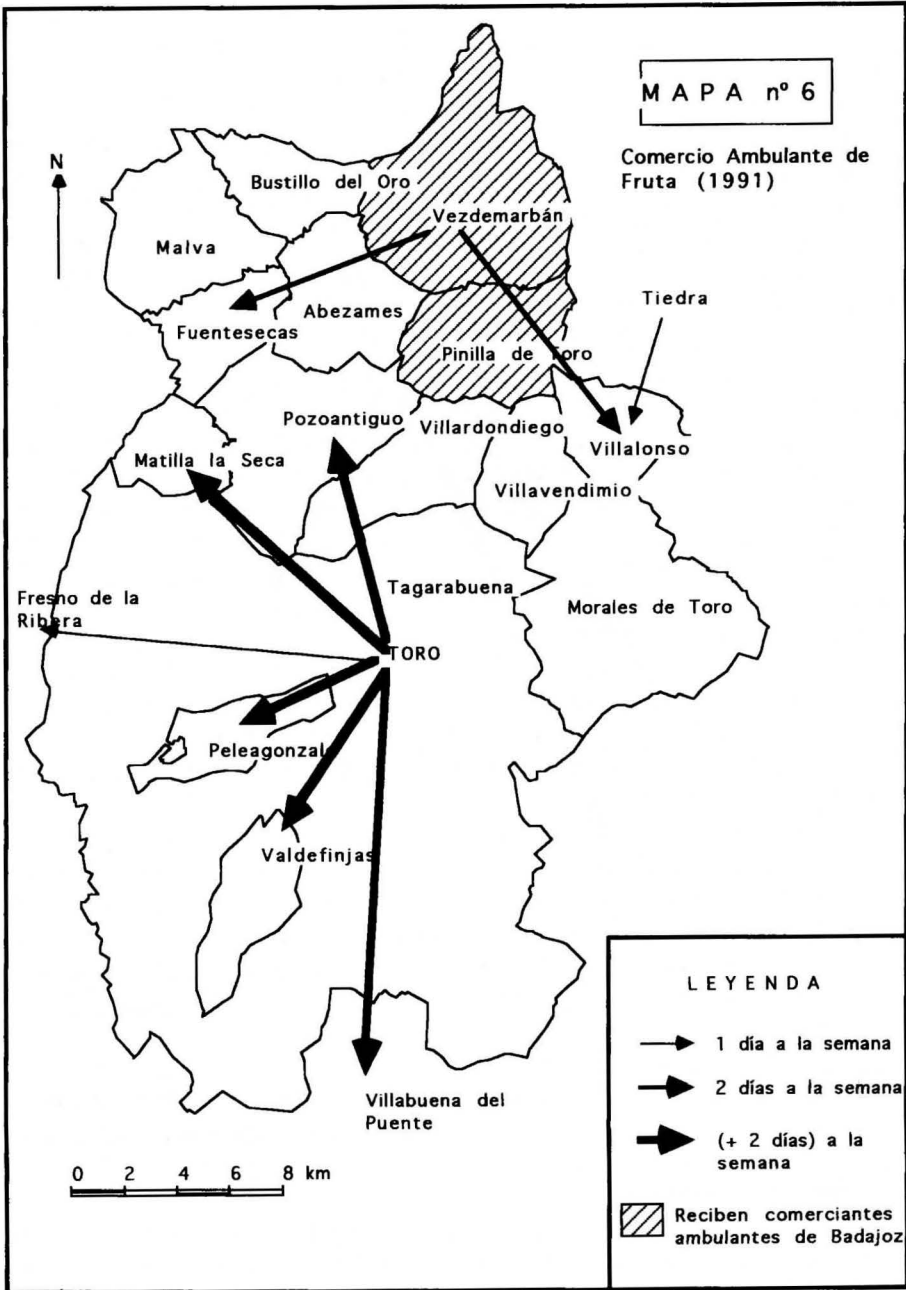 MAPA nº 6
Comercio Ambulante de
Fruta (1991)
N
Bustillo del Oro
Vezdemarbán
Malva
Tiedra
Abezames
Fuentesecas
Pinilla de Toro
Pozoantiguo
Villardondiego
Villalonso
Matilla la Seca
Villavendimio
Tagarabuena
Fresno de la
Ribera
Morales de Toro
TORO
Peleagonzalo
Valdefinjas
Villabuena del
Puente
0 2 4 6 8 km
LEYENDA
1 día a la semana
2 días a la semana
(+ 2 días) a la
semana
Reciben comerciantes
ambulantes de Badajoz